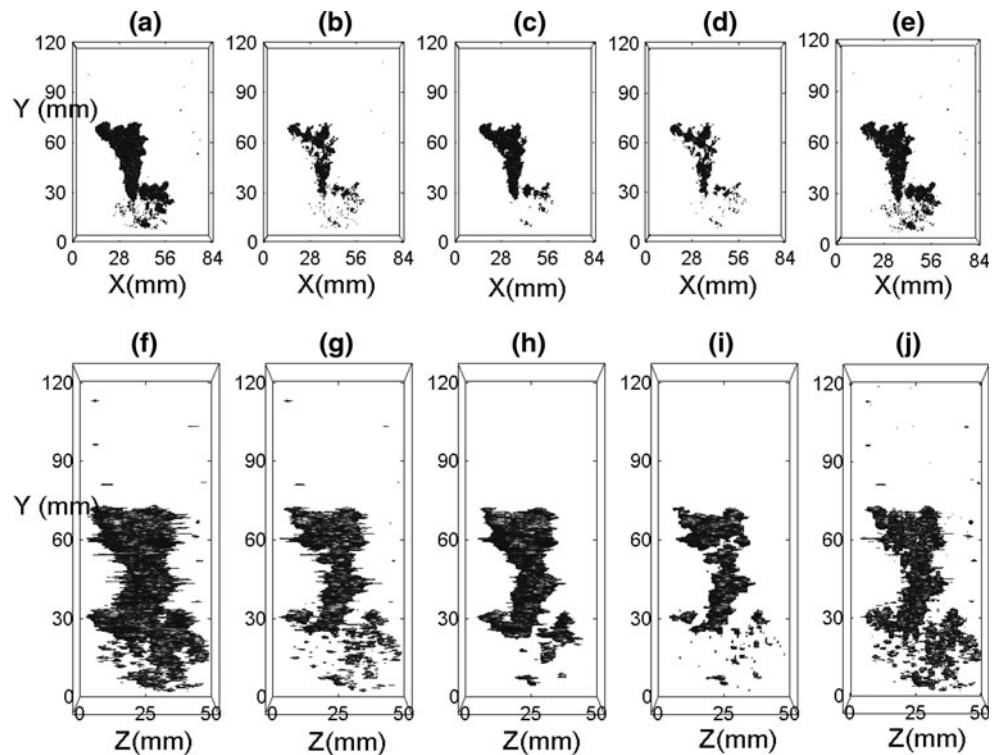 (a) (b) (c) (d) (e)
120 120 120 120 120
90 90 90 90 90
Y (mm)
60 60 60 60 60
30 30 30 30 30
0 0 0 0 0
0 28 56 84 0 28 56 84 0 28 56 84 0 28 56 84 0 28 56 84
X(mm) X(mm) X(mm) X(mm) X(mm)
(f) (g) (h) (i) (j)
120 120 120 120 120
90 90 90 90 90
Y (mm)
60 60 60 60 60
30 30 30 30 30
0 0 0 0 0
0 25 50 0 25 50 0 25 50 0 25 50 0 25 50
Z(mm) Z(mm) Z(mm) Z(mm) Z(mm)